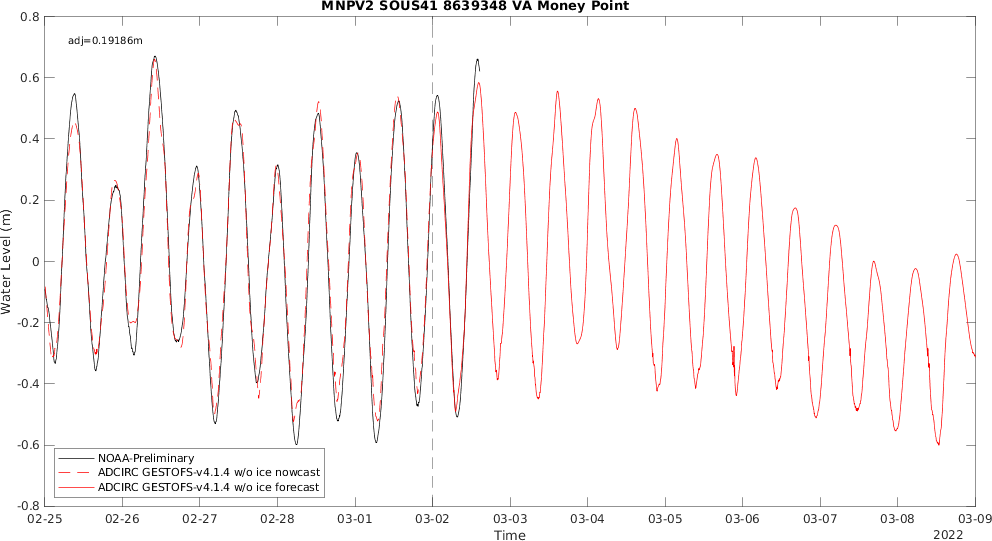 MNPV2 SOUS41 8639348 VA Money Point
adj=0.19186m
0.8
0.6
0.4
0.2
0
-0.2
-0.4
-0.6
-0.8
Water Level (m)
NOAA-Preliminary
ADCIRC GESTOFS-v4.1.4 w/o ice nowcast
ADCIRC GESTOFS-v4.1.4 w/o ice forecast
02-25 02-26 02-27 02-28 03-01 03-02 03-03 03-04 03-05 03-06 03-07 03-08 03-09
Time
2022